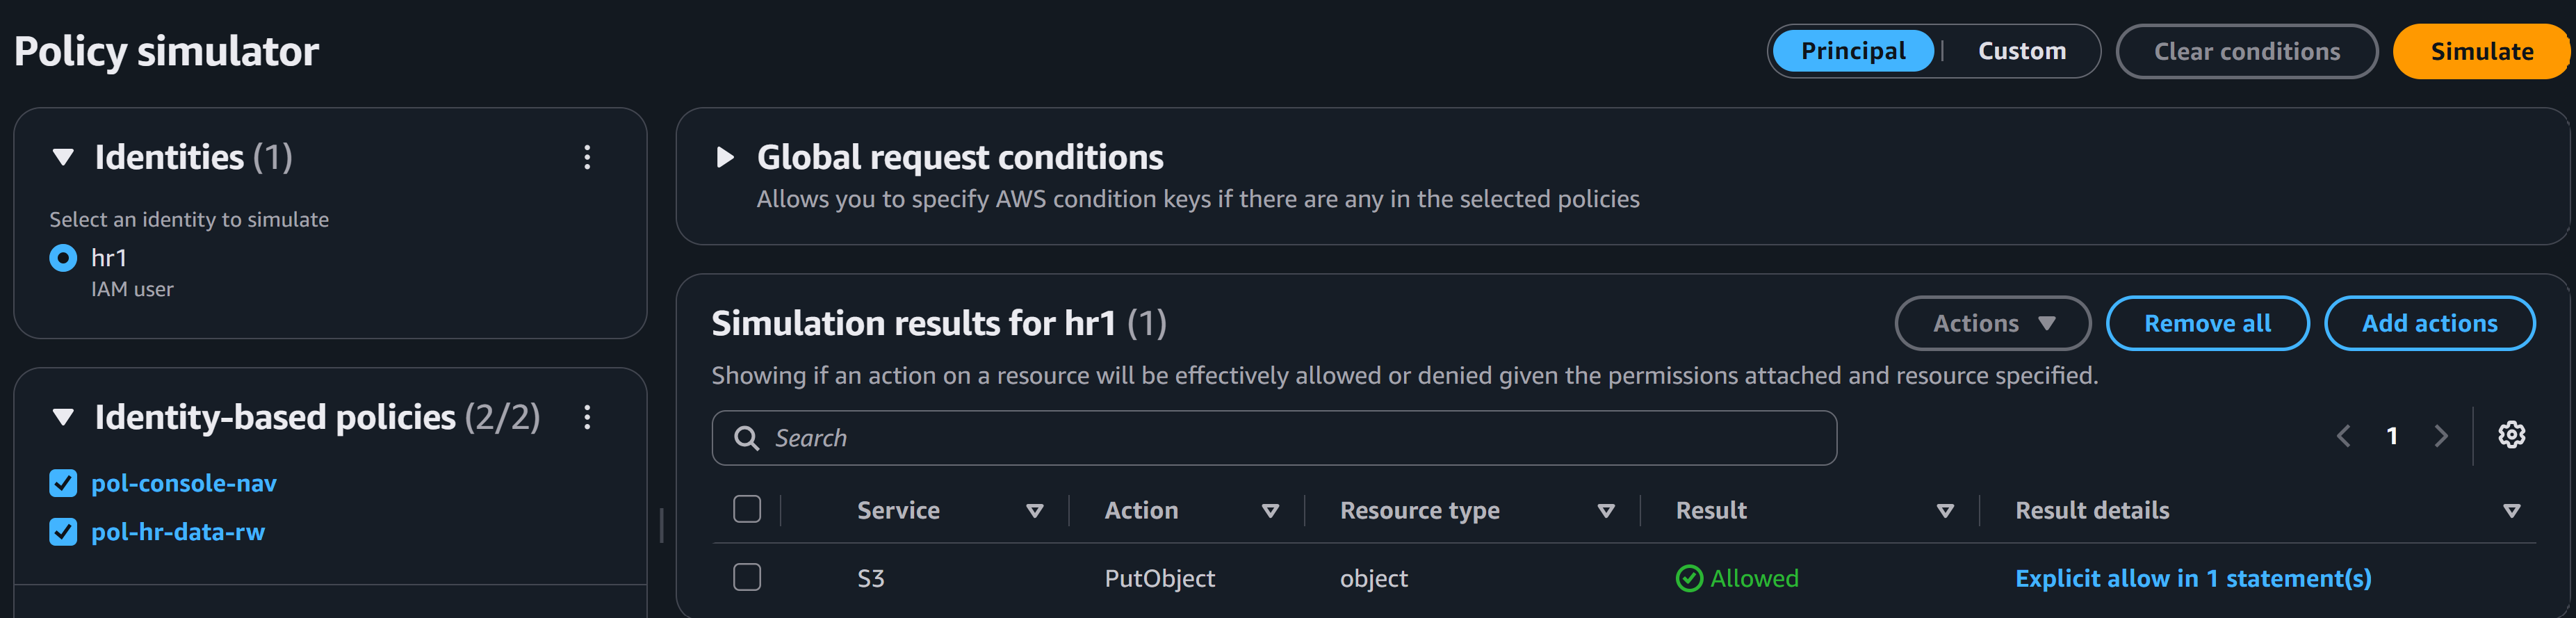 Policy simulator
Principal
Custom
Clear conditions
Simulate
Identities (1)
Select an identity to simulate
hr1
IAM user
Identity-based policies (2/2)
pol-console-nav
pol-hr-data-rw
Global request conditions
Allows you to specify AWS condition keys if there are any in the selected policies
Simulation results for hr1 (1)
Actions
Remove all
Add actions
Showing if an action on a resource will be effectively allowed or denied given the permissions attached and resource specified.
Search
1
Service
Action
Resource type
Result
Result details
S3
PutObject
object
Allowed
Explicit allow in 1 statement(s)